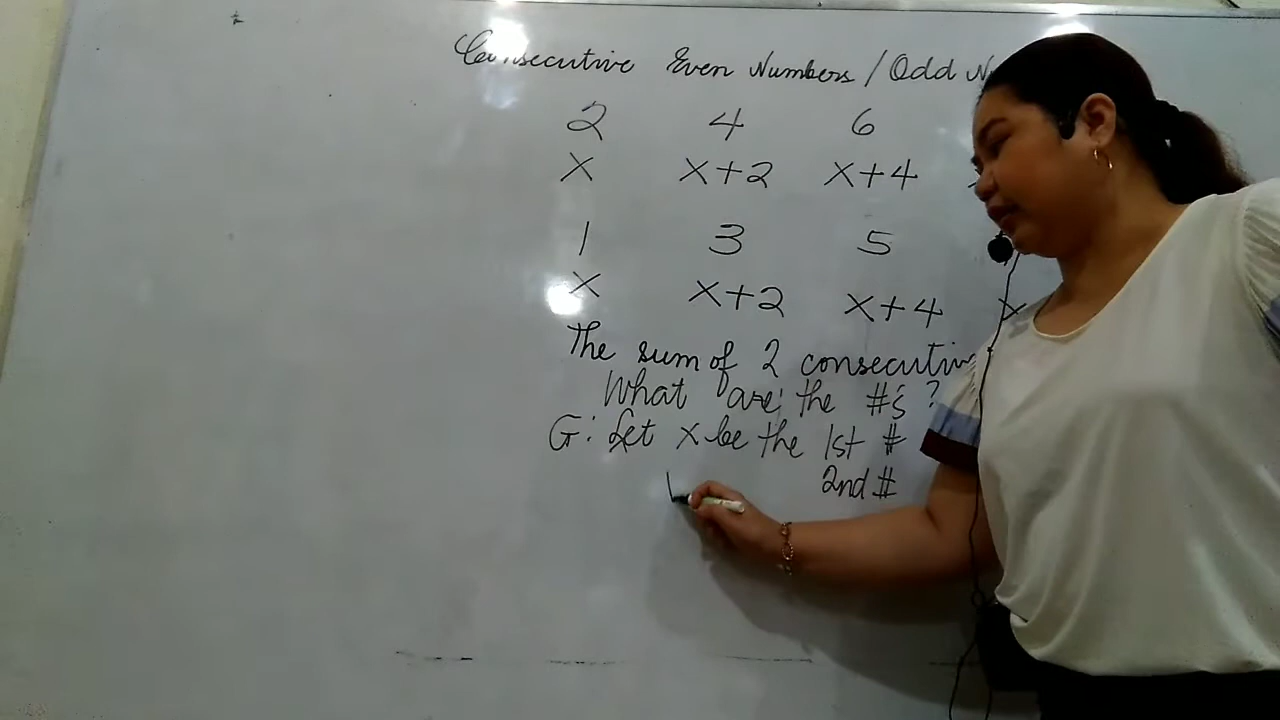 Consecutive Even Numbers / Odd
2 4 6
x x+2 x+4
1 3 5
x x+2 x+4 x
The sum of 2 consecutive
What are the #'s ?
G: Let x be the 1st #
2nd #